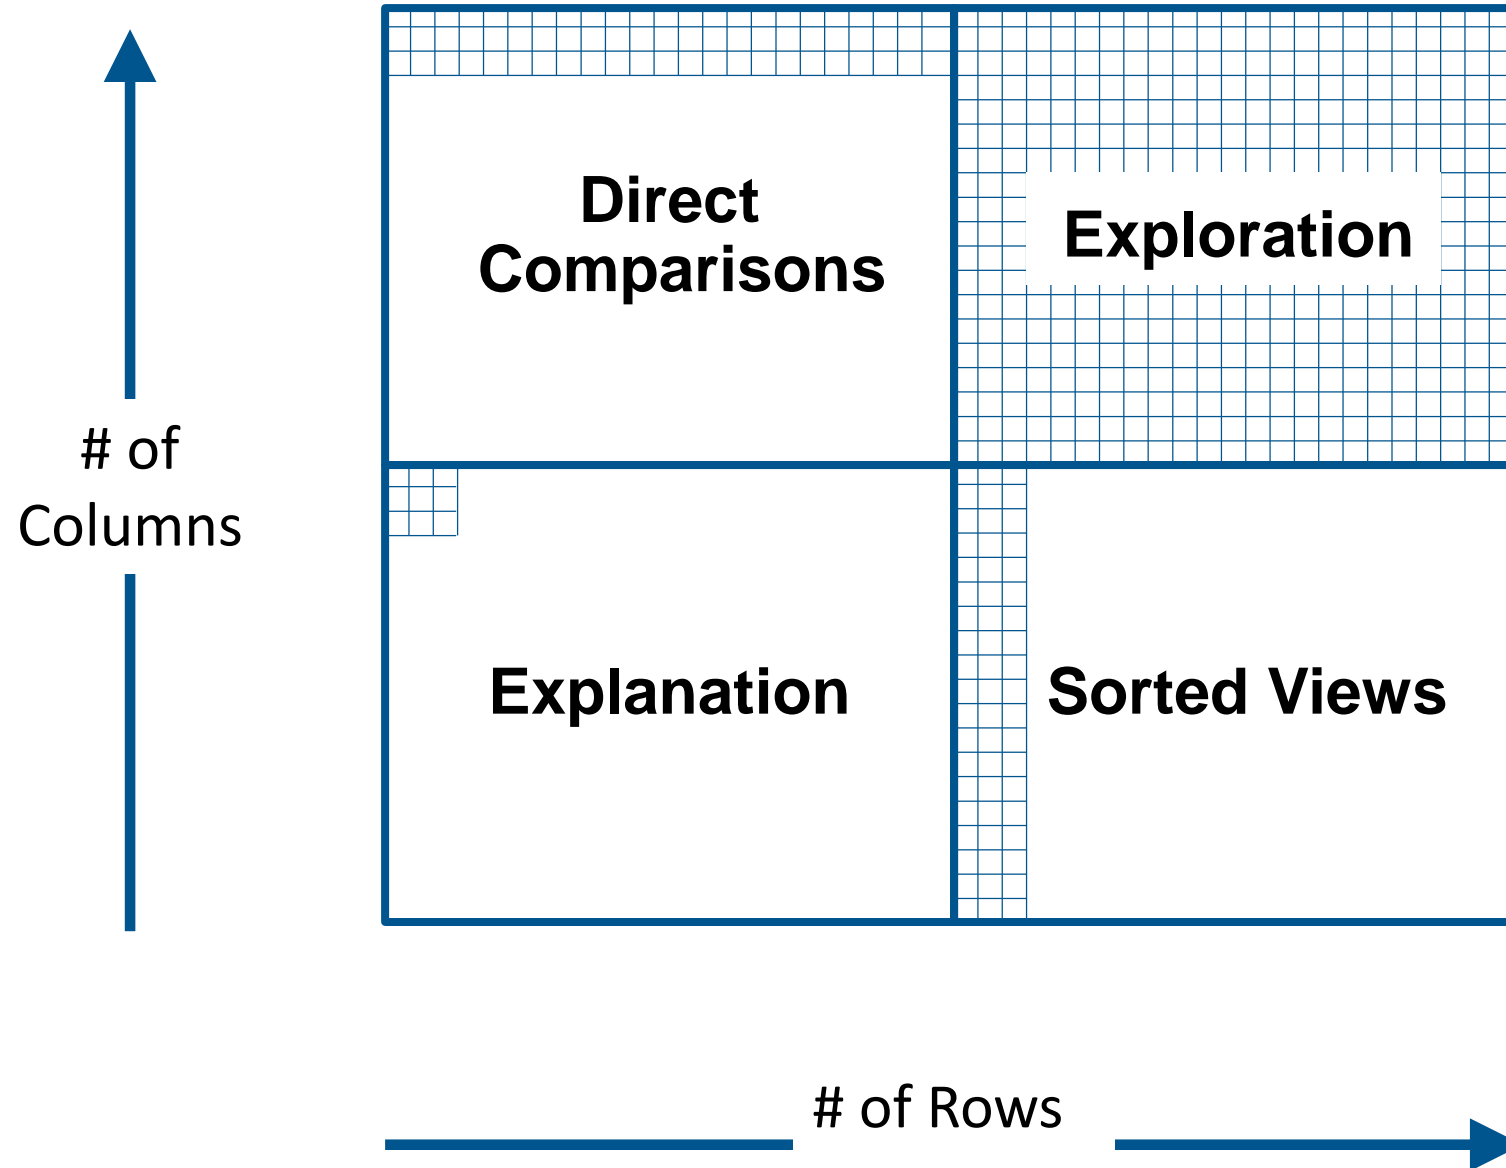 Direct
Comparisons
Exploration
# of
Columns
Explanation
Sorted Views
# of Rows